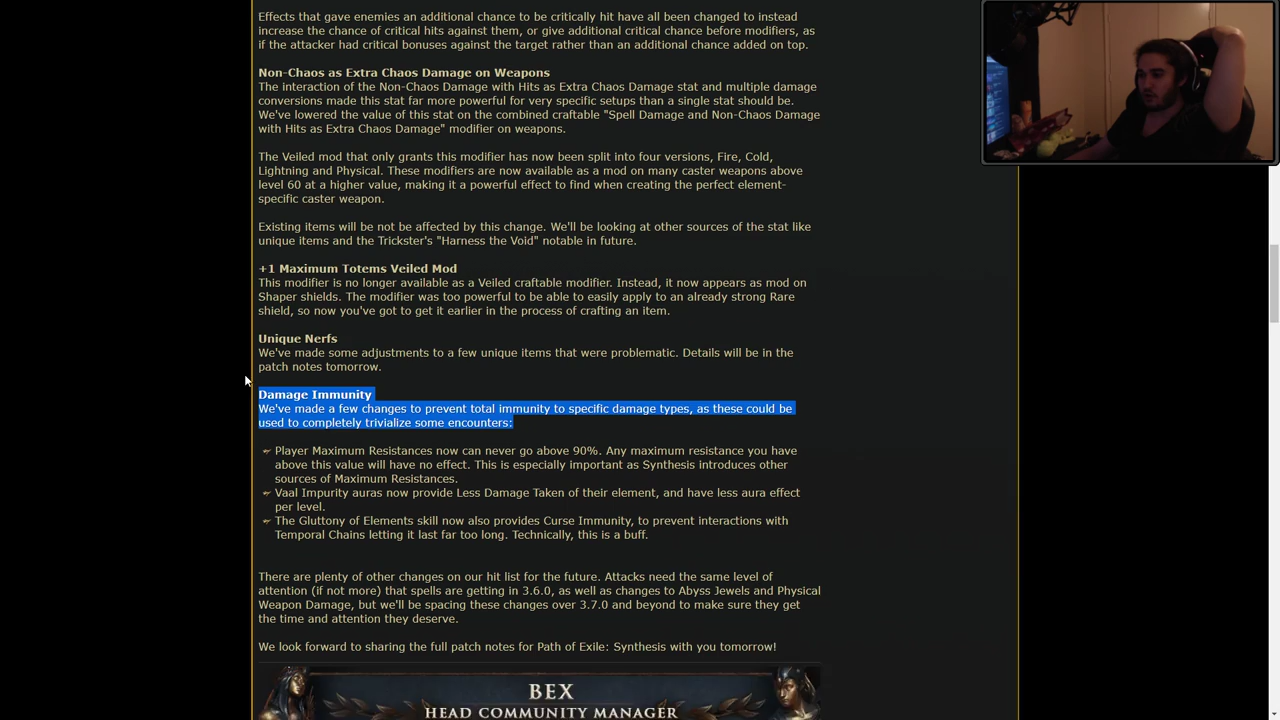 Effects that gave enemies an additional chance to be critically hit have all been changed to instead
increase the chance of critical hits against them, or give additional critical chance before modifiers, as
if the attacker had critical bonuses against the target rather than an additional chance added on top.
Non-Chaos as Extra Chaos Damage on Weapons
The interaction of the Non-Chaos Damage with Hits as Extra Chaos Damage stat and multiple damage
conversions made this stat far more powerful for very specific setups than a single stat should be.
We've lowered the value of this stat on the combined craftable "Spell Damage and Non-Chaos Damage
with Hits as Extra Chaos Damage" modifier on weapons.
The Veiled mod that only grants this modifier has now been split into four versions, Fire, Cold,
Lightning and Physical. These modifiers are now available as a mod on many caster weapons above
level 60 at a higher value, making it a powerful effect to find when creating the perfect element-
specific caster weapon.
Existing items will be not be affected by this change. We'll be looking at other sources of the stat like
unique items and the Trickster's "Harness the Void" notable in future.
+1 Maximum Totems Veiled Mod
This modifier is no longer available as a Veiled craftable modifier. Instead, it now appears as mod on
Shaper shields. The modifier was too powerful to be able to easily apply to an already strong Rare
shield, so now you've got to get it earlier in the process of crafting an item.
Unique Nerfs
We've made some adjustments to a few unique items that were problematic. Details will be in the
patch notes tomorrow.
Damage Immunity
We've made a few changes to prevent total immunity to specific damage types, as these could be
used to completely trivialize some encounters:
Player Maximum Resistances now can never go above 90%. Any maximum resistance you have
above this value will have no effect. This is especially important as Synthesis introduces other
sources of Maximum Resistances.
Vaal Impurity auras now provide Less Damage Taken of their element, and have less aura effect
per level.
The Gluttony of Elements skill now also provides Curse Immunity, to prevent interactions with
Temporal Chains letting it last far too long. Technically, this is a buff.
There are plenty of other changes on our hit list for the future. Attacks need the same level of
attention (if not more) that spells are getting in 3.6.0, as well as changes to Abyss Jewels and Physical
Weapon Damage, but we'll be spacing these changes over 3.7.0 and beyond to make sure they get
the time and attention they deserve.
We look forward to sharing the full patch notes for Path of Exile: Synthesis with you tomorrow!
BEX
HEAD COMMUNITY MANAGER